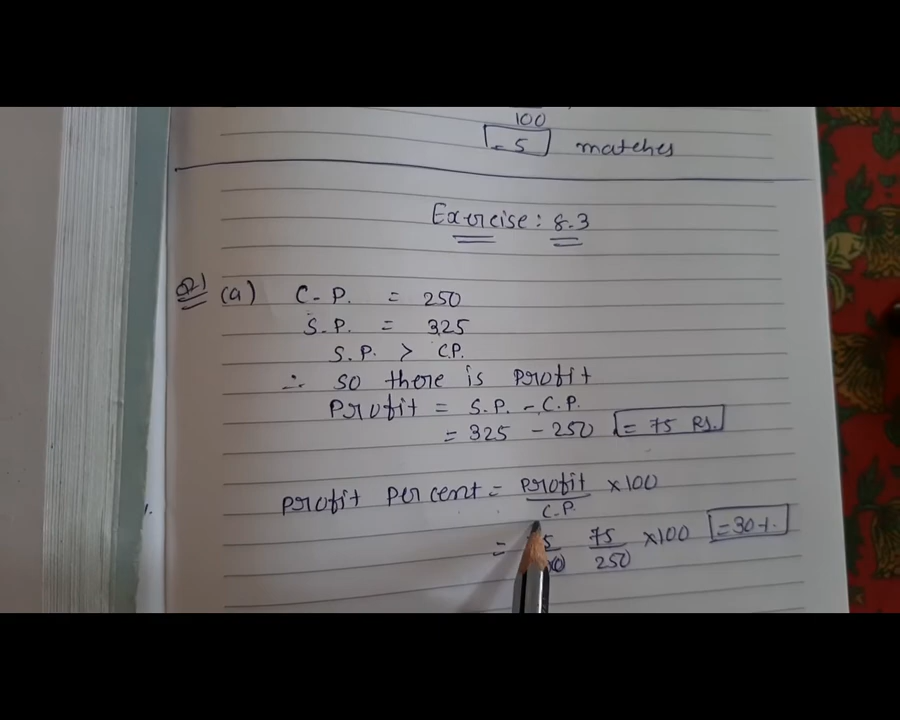 100
= 5 matches
Exercise: 8.3
Q1 (a) C.P. = 250
S.P. = 325
S.P. > C.P.
∴ so there is profit
Profit = S.P. - C.P.
= 325 - 250 = 75 Rs.
profit per cent = profit/C.P. ×100
= 75/250 ×100 = 30%